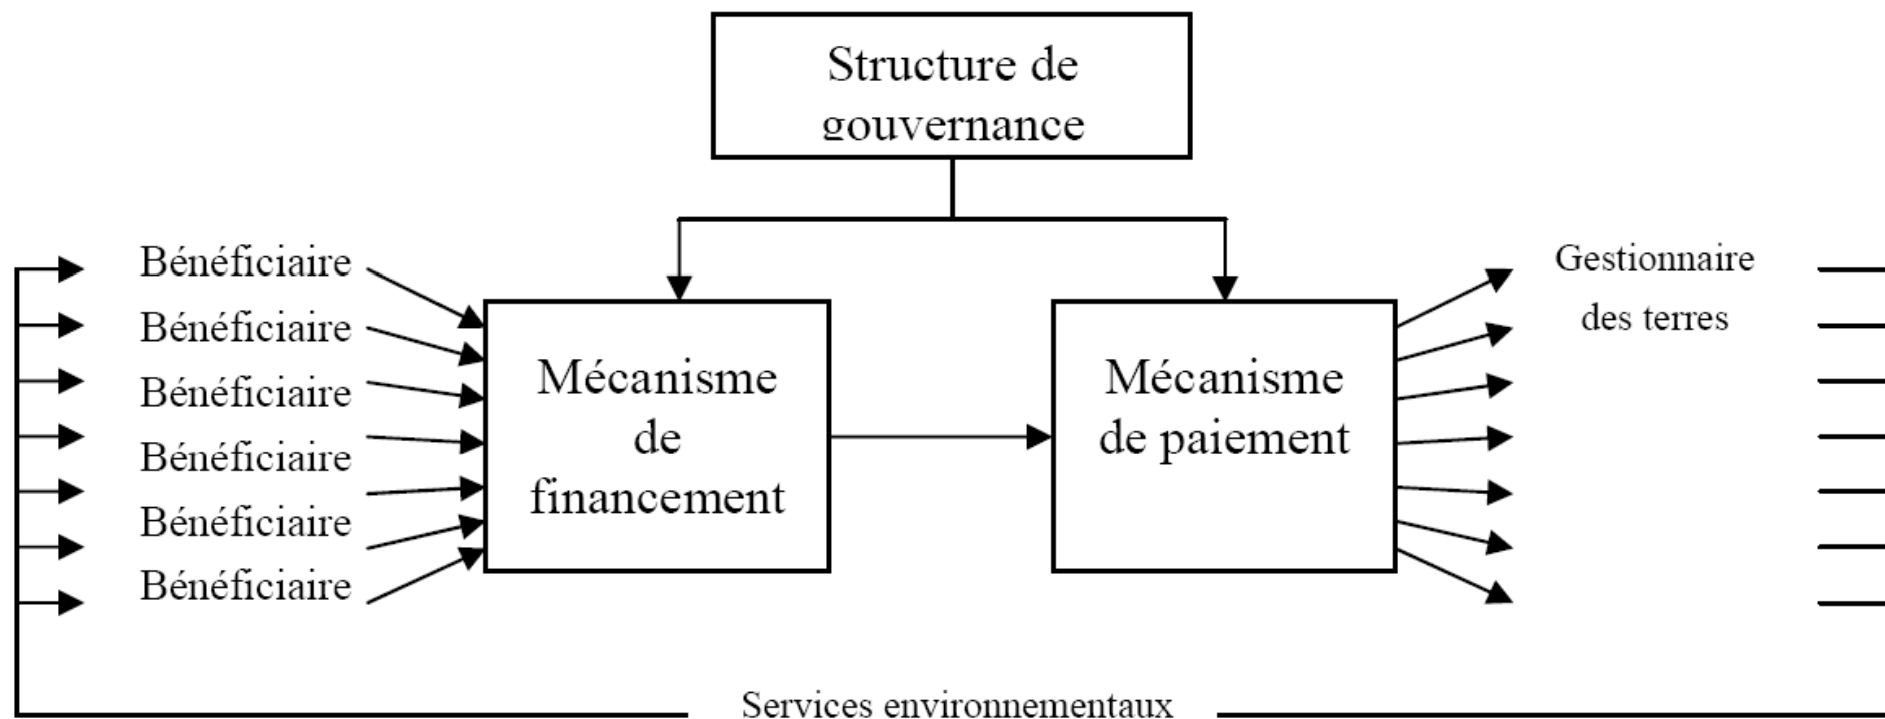 Structure de
gouvernance
Bénéficiaire
Bénéficiaire
Bénéficiaire
Bénéficiaire
Bénéficiaire
Bénéficiaire
Mécanisme
de
financement
Mécanisme
de paiement
Gestionnaire
des terres
Services environnementaux